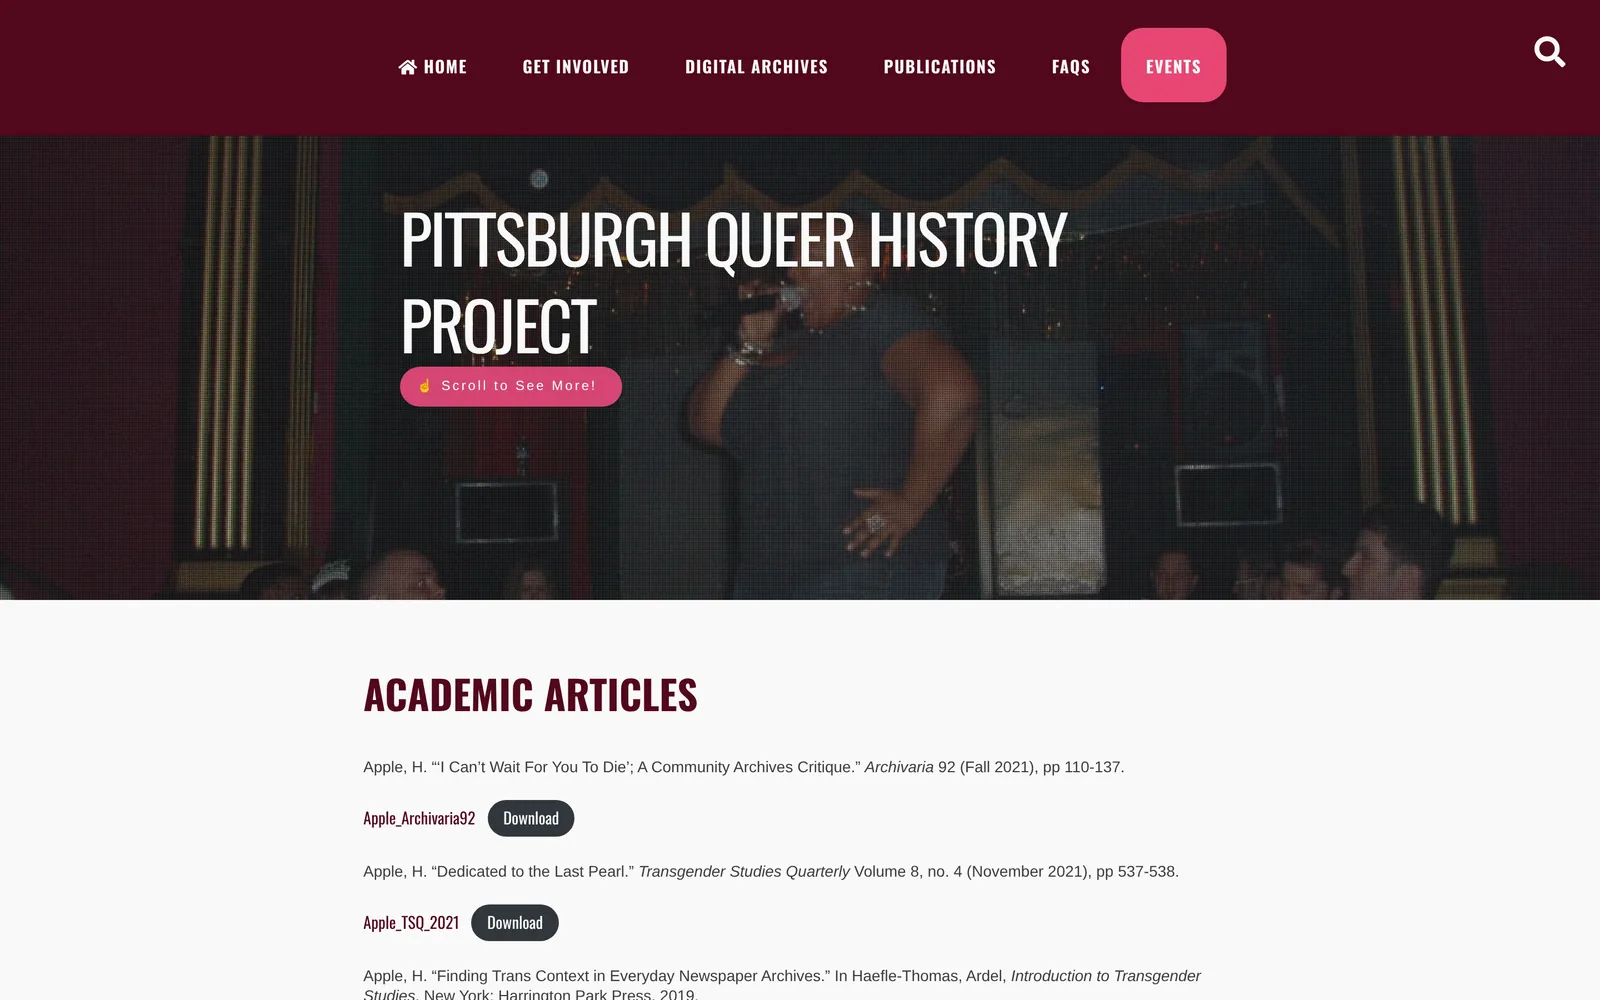 HOME
GET INVOLVED
DIGITAL ARCHIVES
PUBLICATIONS
FAQS
EVENTS
PITTSBURGH QUEER HISTORY
PROJECT
☝ Scroll to See More!
ACADEMIC ARTICLES
Apple, H. “‘I Can’t Wait For You To Die’; A Community Archives Critique.” Archivaria 92 (Fall 2021), pp 110-137.
Apple_Archivaria92 Download
Apple, H. “Dedicated to the Last Pearl.” Transgender Studies Quarterly Volume 8, no. 4 (November 2021), pp 537-538.
Apple_TSQ_2021 Download
Apple, H. “Finding Trans Context in Everyday Newspaper Archives.” In Haefle-Thomas, Ardel, Introduction to Transgender
Studies. New York: Harrington Park Press, 2019.